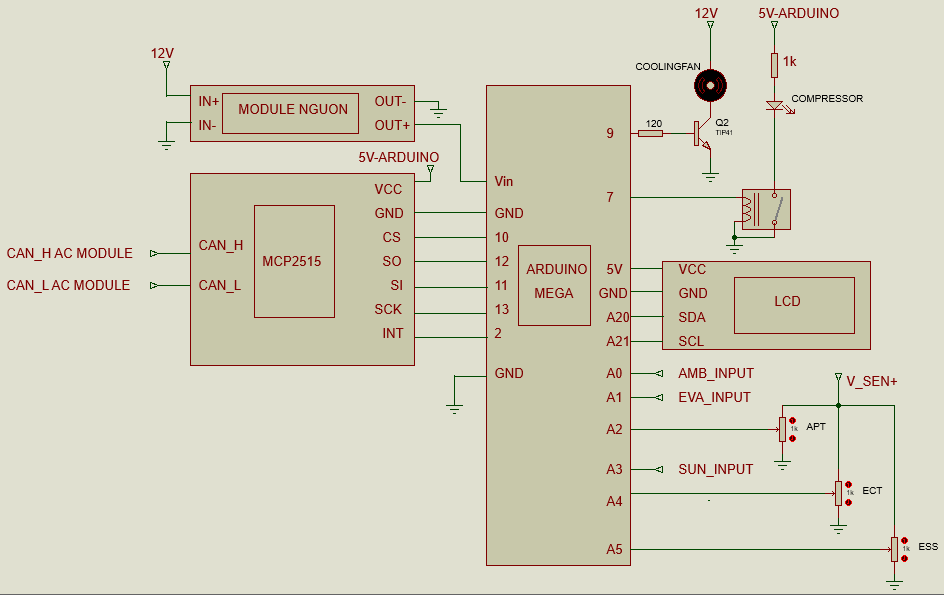 12V
5V-ARDUINO
12V
1k
COOLINGFAN
COMPRESSOR
IN+
MODULE NGUON
OUT-
IN-
OUT+
120
9
Q2
TIP41
5V-ARDUINO
VCC
Vin
7
GND
GND
CAN_H AC MODULE
CAN_H
MCP2515
CS
10
SO
12
ARDUINO
MEGA
5V
VCC
LCD
CAN_L AC MODULE
CAN_L
SI
11
GND
GND
SCK
13
A20
SDA
INT
2
A21
SCL
GND
A0
AMB_INPUT
V_SEN+
A1
EVA_INPUT
A2
1k
APT
A3
SUN_INPUT
A4
1k
ECT
A5
1k
ESS